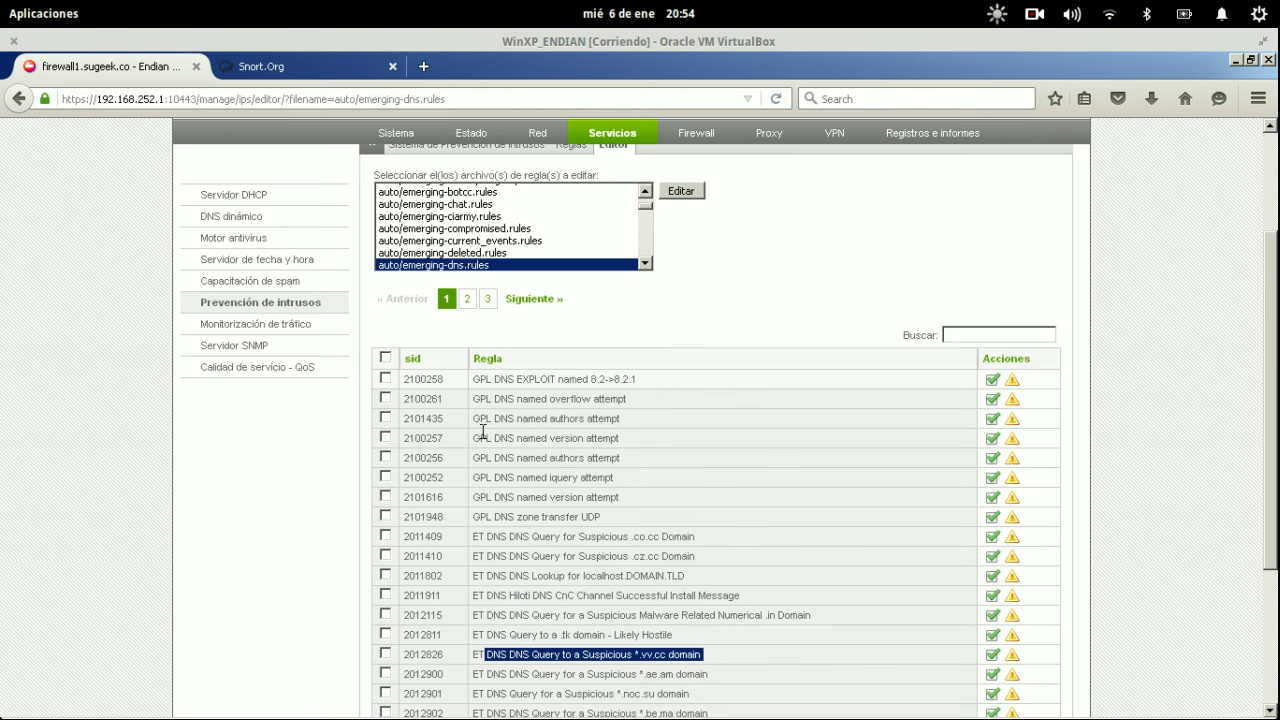 Aplicaciones
mié 6 de ene 20:54
WinXP_ENDIAN [Corriendo] - Oracle VM VirtualBox
firewall1.sugeek.co - Endian ...
Snort.Org
https://192.168.252.1:10443/manage/ips/editor/?filename=auto/emerging-dns.rules
Search
Sistema Estado Red Servicios Firewall Proxy VPN Registros e informes
Sistema de Prevención de intrusos Reglas Editor
Servidor DHCP
DNS dinámico
Motor antivirus
Servidor de fecha y hora
Capacitación de spam
Prevención de intrusos
Monitorización de tráfico
Servidor SNMP
Calidad de servicio - QoS
Seleccionar el(los) archivo(s) de regla(s) a editar:
auto/emerging-botcc.rules
auto/emerging-chat.rules
auto/emerging-ciarmy.rules
auto/emerging-compromised.rules
auto/emerging-current_events.rules
auto/emerging-deleted.rules
auto/emerging-dns.rules
Editar
« Anterior 1 2 3 Siguiente »
Buscar:
sid Regla Acciones
2100258 GPL DNS EXPLOIT named 8.2->8.2.1
2100261 GPL DNS named overflow attempt
2101435 GPL DNS named authors attempt
2100257 GPL DNS named version attempt
2100256 GPL DNS named authors attempt
2100252 GPL DNS named iquery attempt
2101616 GPL DNS named version attempt
2101948 GPL DNS zone transfer UDP
2011409 ET DNS DNS Query for Suspicious .co.cc Domain
2011410 ET DNS DNS Query for Suspicious .cz.cc Domain
2011802 ET DNS DNS Lookup for localhost.DOMAIN.TLD
2011911 ET DNS Hiloti DNS CnC Channel Successful Install Message
2012115 ET DNS DNS Query for a Suspicious Malware Related Numerical .in Domain
2012811 ET DNS DNS Query to a .tk domain - Likely Hostile
2012826 ET DNS DNS Query to a Suspicious *.vv.cc domain
2012900 ET DNS DNS Query for a Suspicious *.ae.am domain
2012901 ET DNS DNS Query for a Suspicious *.noc.su domain
2012902 ET DNS DNS Query for a Suspicious *.be.ma domain